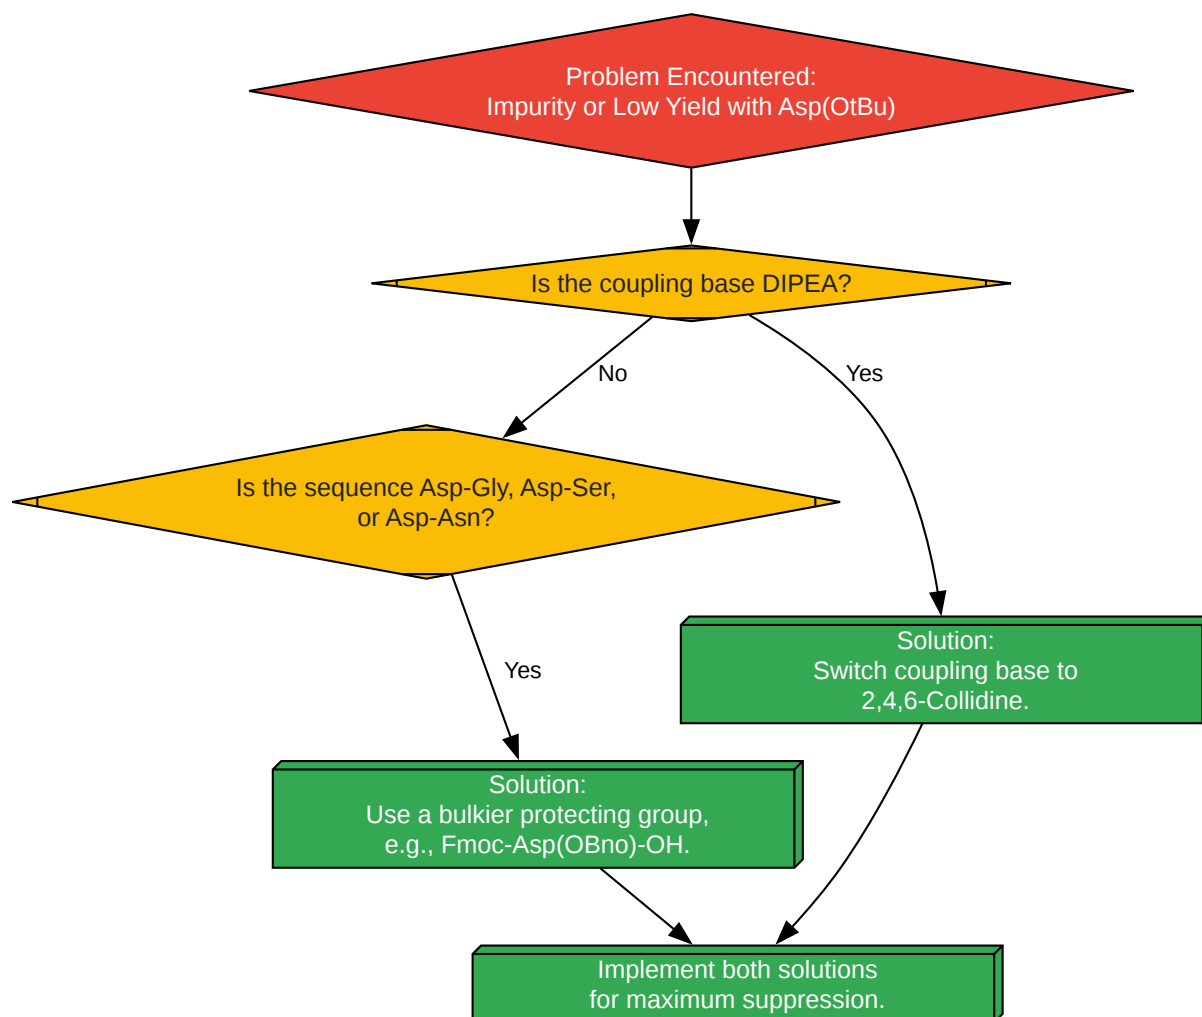 Problem Encountered:
Impurity or Low Yield with Asp(OtBu)
Is the coupling base DIPEA?
No
Yes
Is the sequence Asp-Gly, Asp-Ser,
or Asp-Asn?
Yes
Solution:
Switch coupling base to
2,4,6-Collidine.
Solution:
Use a bulkier protecting group,
e.g., Fmoc-Asp(OBno)-OH.
Implement both solutions
for maximum suppression.